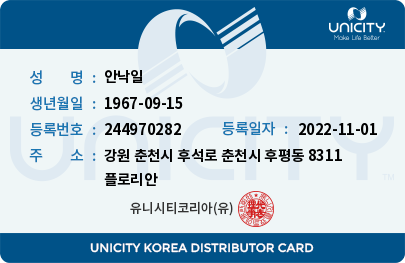 UNICITY
Make Life Better
성 명 : 안낙일
생년월일 : 1967-09-15
등록번호 : 244970282 등록일자 : 2022-11-01
주 소 : 강원 춘천시 후석로 춘천시 후평동 8311
플로리안
UNICITY
TM
유니시티코리아(유)
UNICITY KOREA DISTRIBUTOR CARD